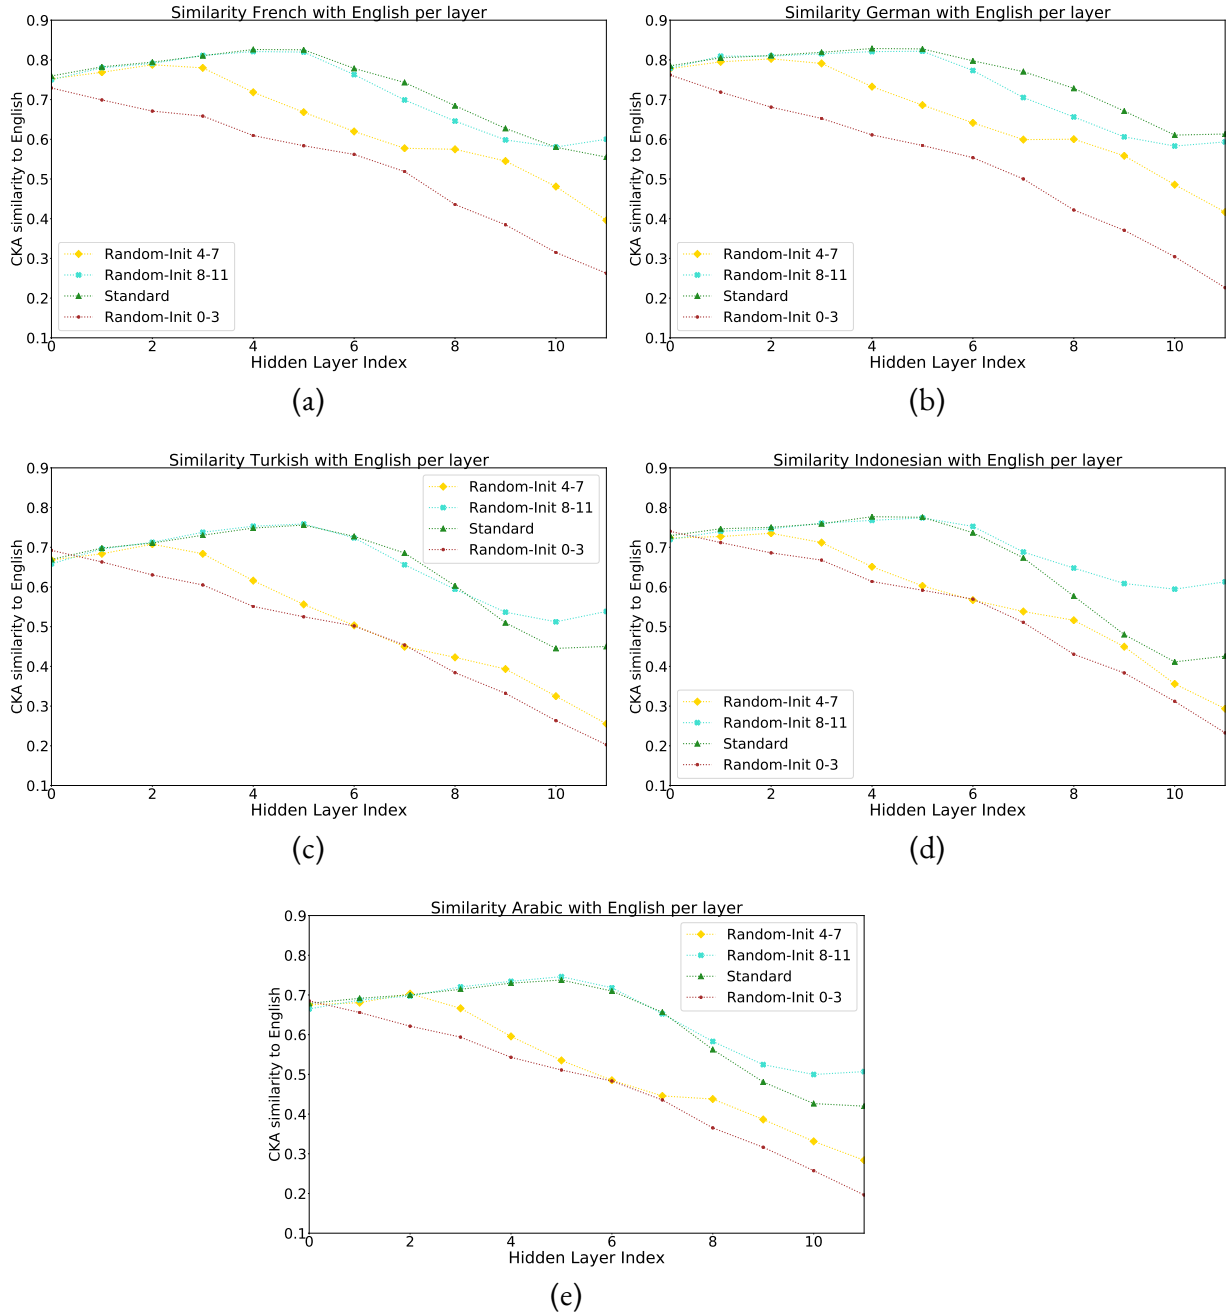 Similarity French with English per layer
0.9
0.8
0.7
0.6
0.5
0.4
0.3
0.2
0.1
CKA similarity to English
Random-Init 4-7
Random-Init 8-11
Standard
Random-Init 0-3
0 2 4 6 8 10
Hidden Layer Index
(a)
Similarity German with English per layer
0.9
0.8
0.7
0.6
0.5
0.4
0.3
0.2
0.1
CKA similarity to English
Random-Init 4-7
Random-Init 8-11
Standard
Random-Init 0-3
0 2 4 6 8 10
Hidden Layer Index
(b)
Similarity Turkish with English per layer
0.9
0.8
0.7
0.6
0.5
0.4
0.3
0.2
0.1
CKA similarity to English
Random-Init 4-7
Random-Init 8-11
Standard
Random-Init 0-3
0 2 4 6 8 10
Hidden Layer Index
(c)
Similarity Indonesian with English per layer
0.9
0.8
0.7
0.6
0.5
0.4
0.3
0.2
0.1
CKA similarity to English
Random-Init 4-7
Random-Init 8-11
Standard
Random-Init 0-3
0 2 4 6 8 10
Hidden Layer Index
(d)
Similarity Arabic with English per layer
0.9
0.8
0.7
0.6
0.5
0.4
0.3
0.2
0.1
CKA similarity to English
Random-Init 4-7
Random-Init 8-11
Standard
Random-Init 0-3
0 2 4 6 8 10
Hidden Layer Index
(e)